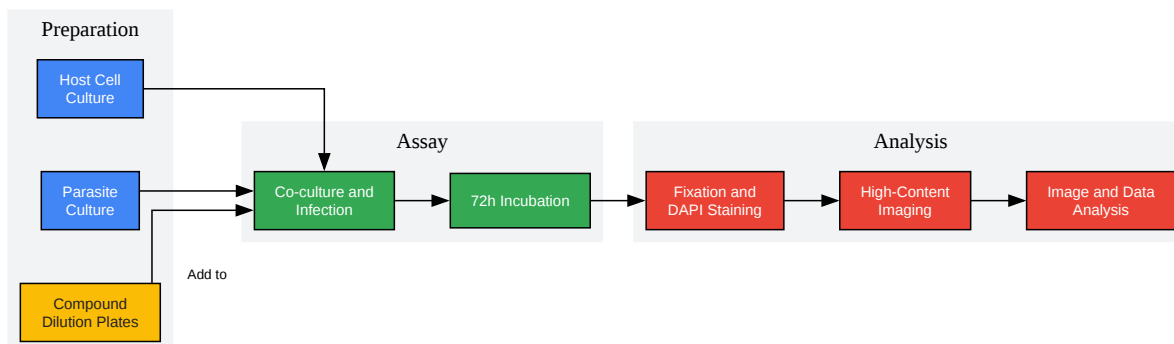 Preparation
Host Cell
Culture
Parasite
Culture
Compound
Dilution Plates
Add to
Assay
Co-culture and
Infection
72h Incubation
Analysis
Fixation and
DAPI Staining
High-Content
Imaging
Image and Data
Analysis